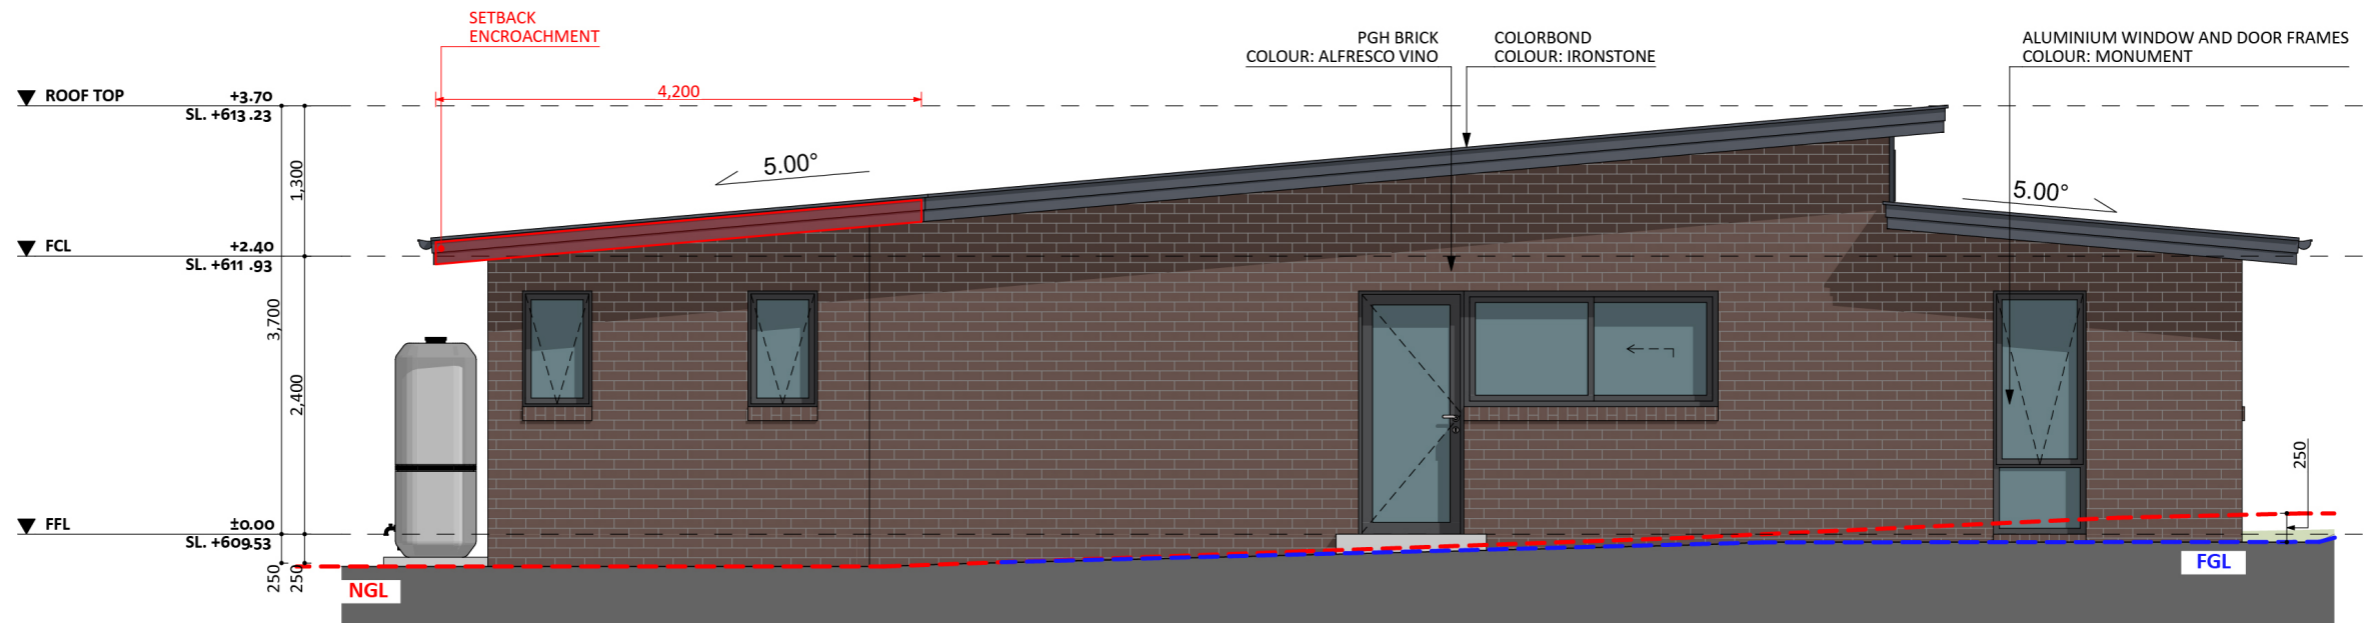 SETBACK
ENCROACHMENT
PGH BRICK
COLOUR: ALFRESCO VINO
COLORBOND
COLOUR: IRONSTONE
ALUMINIUM WINDOW AND DOOR FRAMES
COLOUR: MONUMENT
ROOF TOP
+3.70
SL. +613.23
4,200
1,300
5.00°
5.00°
FCL
+2.40
SL. +611.93
3,700
2,400
FFL
±0.00
SL. +609.53
250
250
250
NGL
FGL